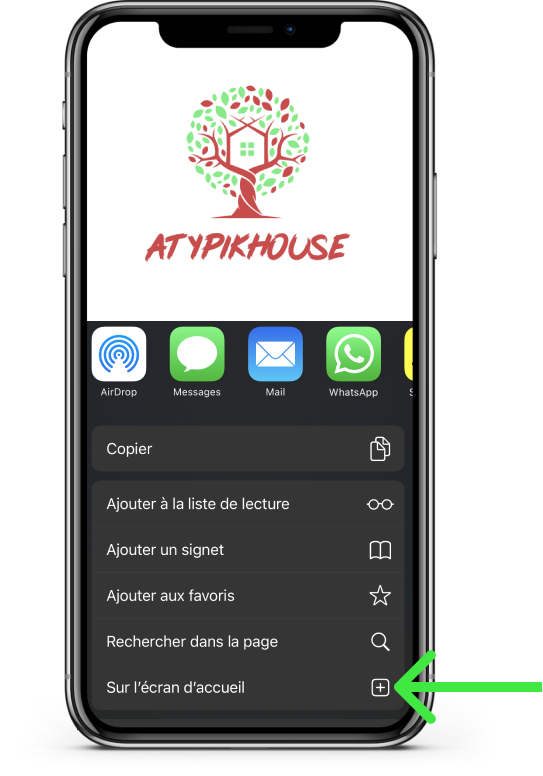 ATYPIKHOUSE
AirDrop
Messages
Mail
WhatsApp
Copier
Ajouter à la liste de lecture
Ajouter un signet
Ajouter aux favoris
Rechercher dans la page
Sur l'écran d'accueil